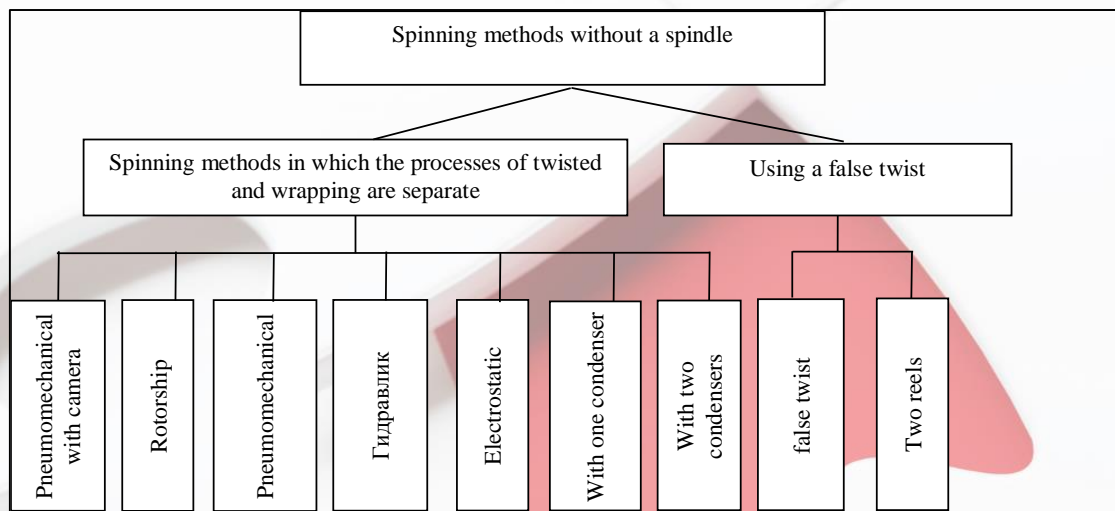 Spinning methods without a spindle
Spinning methods in which the processes of twisted
and wrapping are separate
Using a false twist
Pneumomechanical
with camera
Rotorship
Pneumomechanical
Гидравлик
Electrostatic
With one condenser
With two
condensers
false twist
Two reels